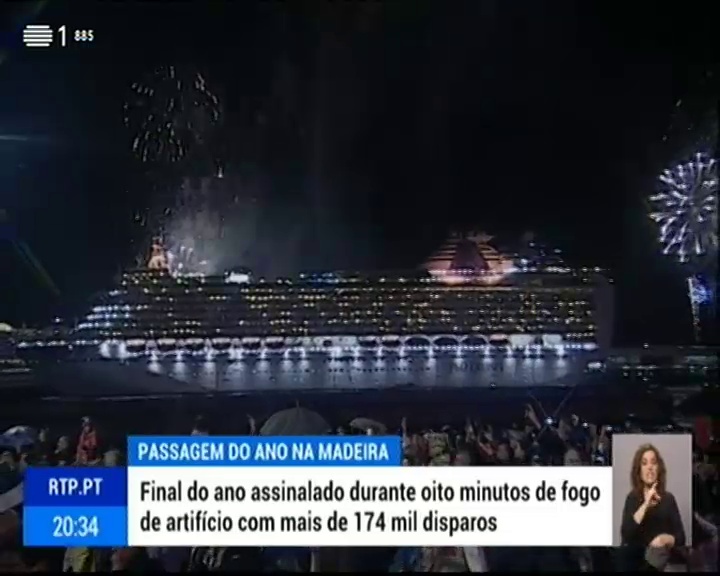 1 885
PASSAGEM DO ANO NA MADEIRA
RTP.PT
20:34
Final do ano assinalado durante oito minutos de fogo
de artifício com mais de 174 mil disparos